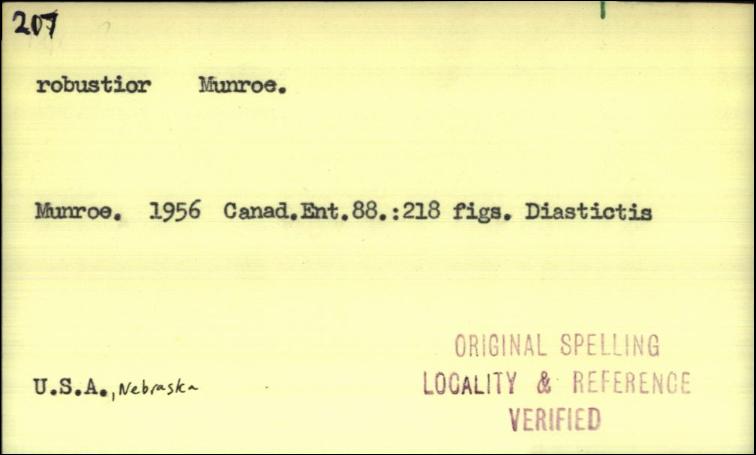 207
robustior Munroe.
Munroe. 1956 Canad.Ent.88.:218 figs. Diastictis
U.S.A., Nebraska
ORIGINAL SPELLING
LOCALITY & REFERENCE
VERIFIED